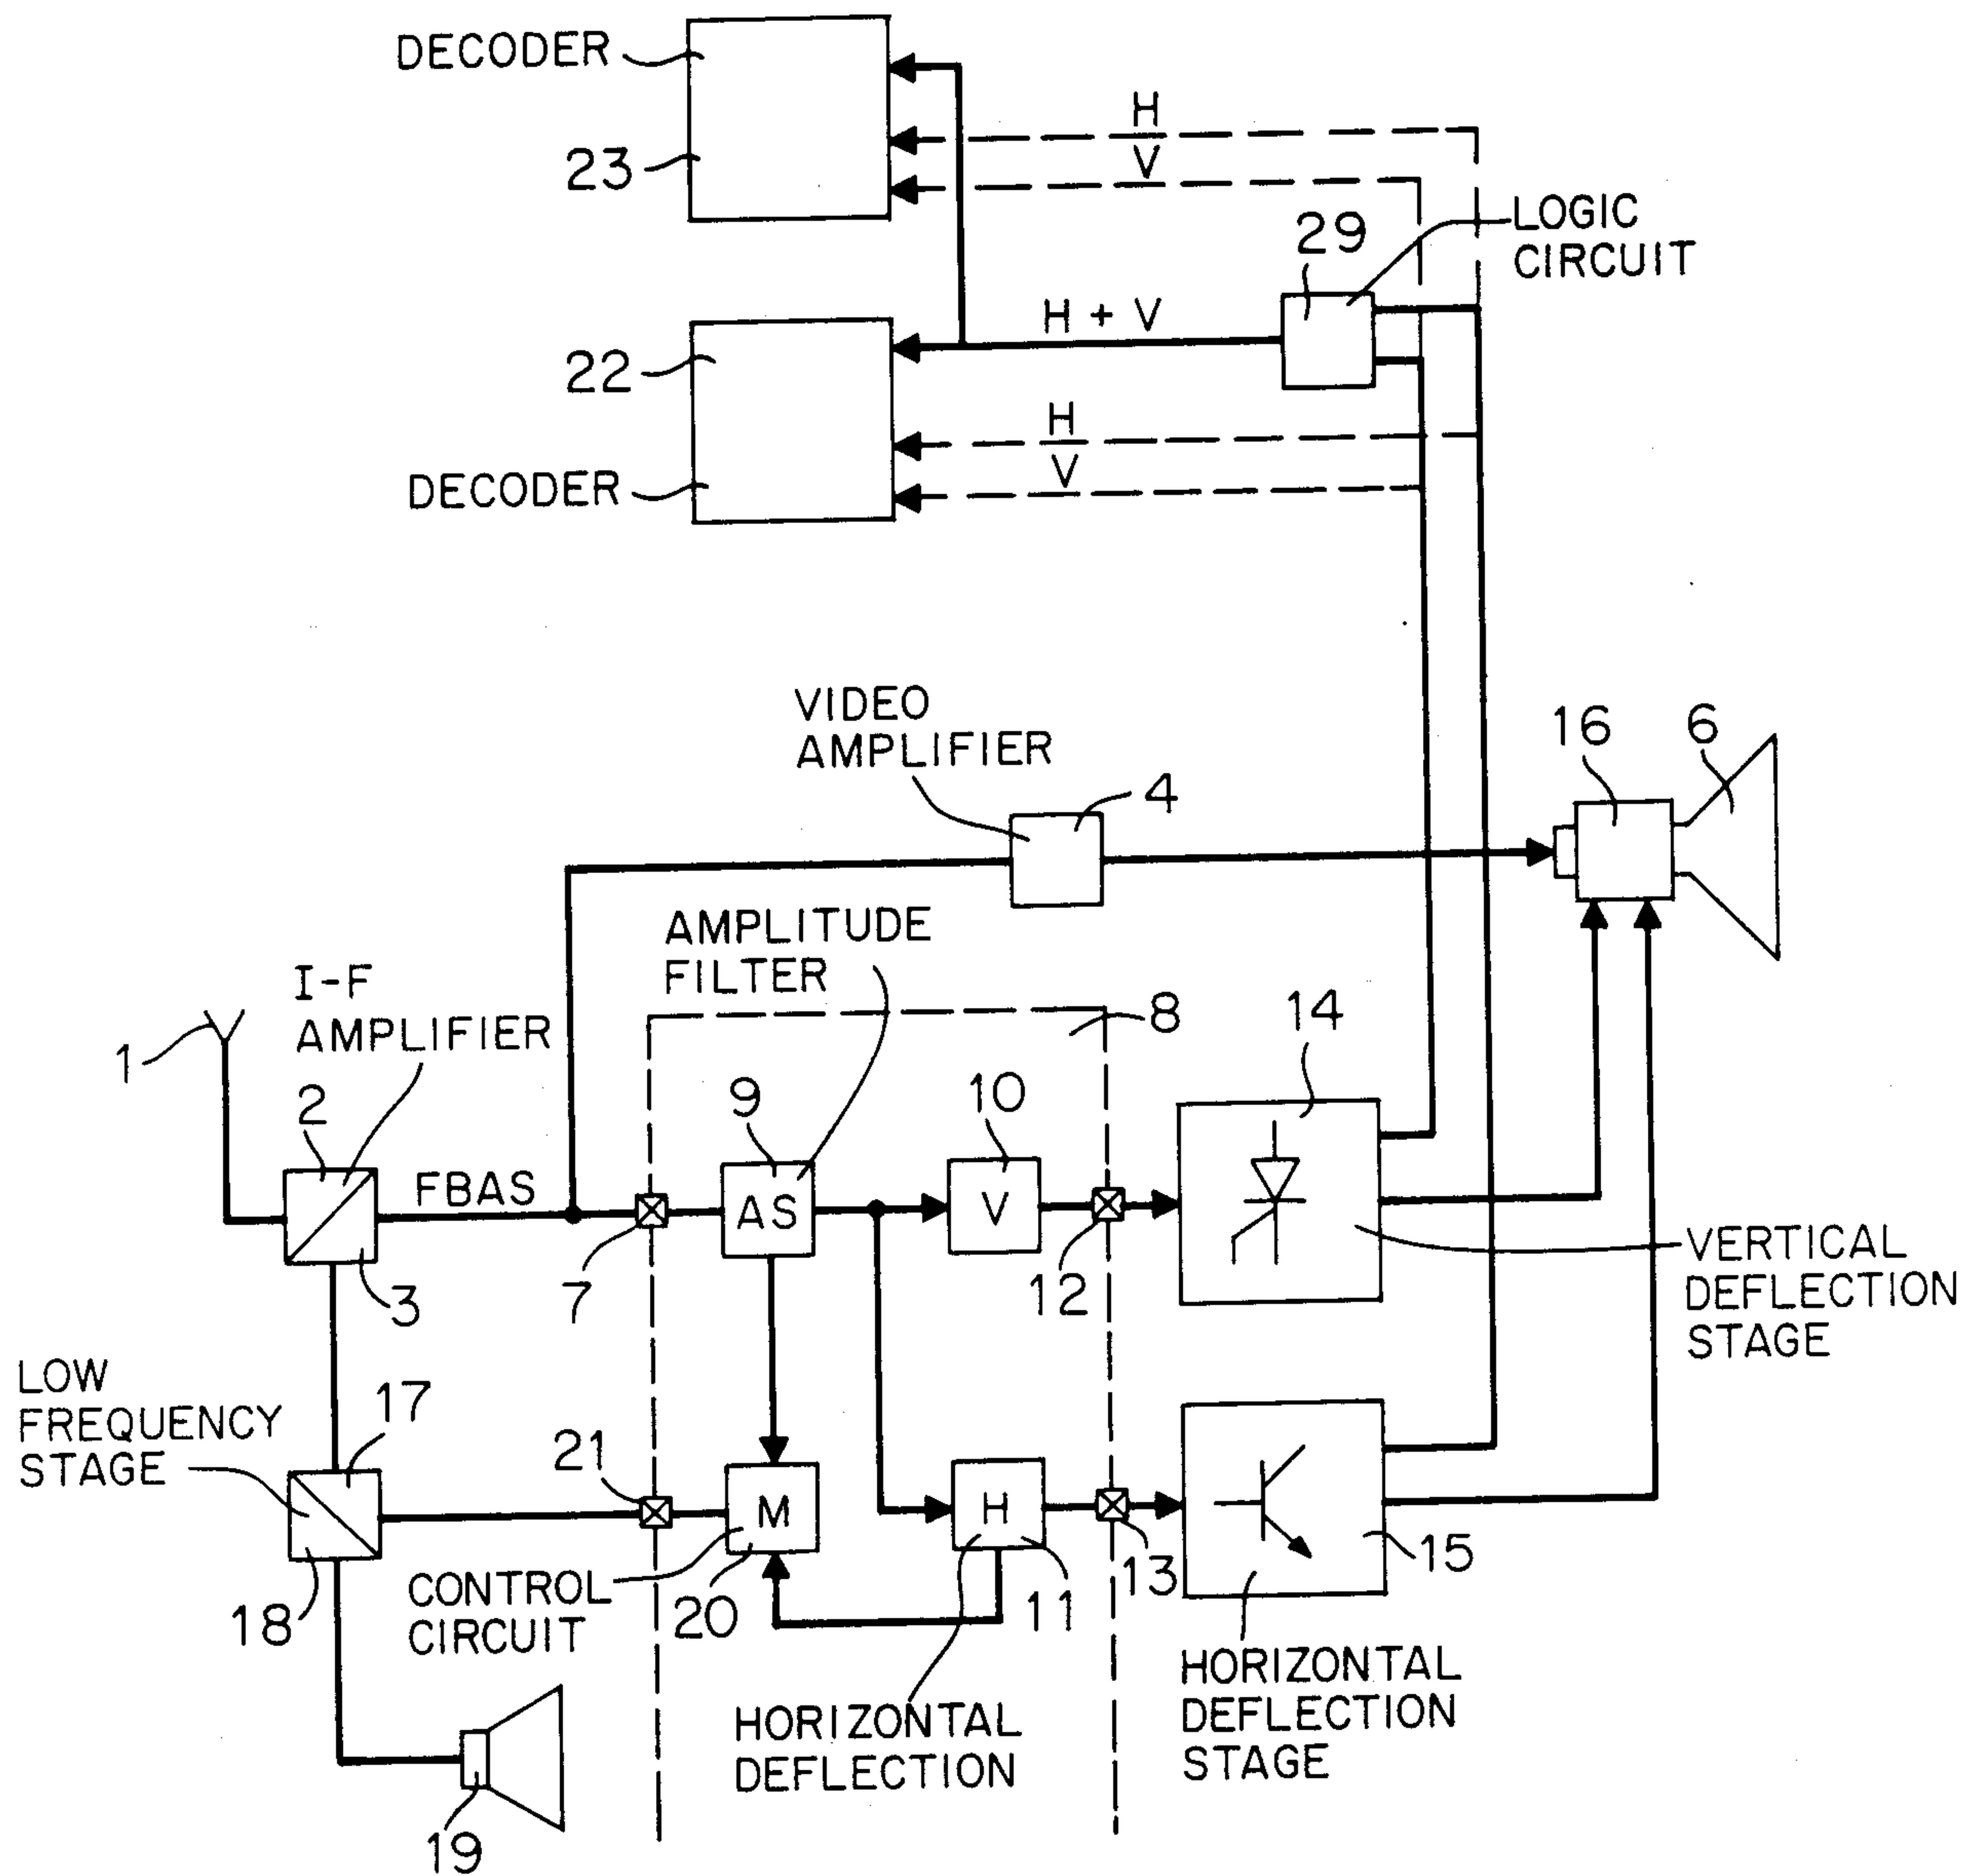 DECODER
23
H
V
29
LOGIC
CIRCUIT
H + V
22
H
V
DECODER
VIDEO
AMPLIFIER
4
16
6
AMPLITUDE
FILTER
I-F
AMPLIFIER
1
2
8
14
9
10
FBAS
AS
V
3
7
12
VERTICAL
DEFLECTION
STAGE
LOW
FREQUENCY
STAGE
17
21
M
H
15
13
18
CONTROL
CIRCUIT
20
11
HORIZONTAL
DEFLECTION
HORIZONTAL
DEFLECTION
STAGE
19